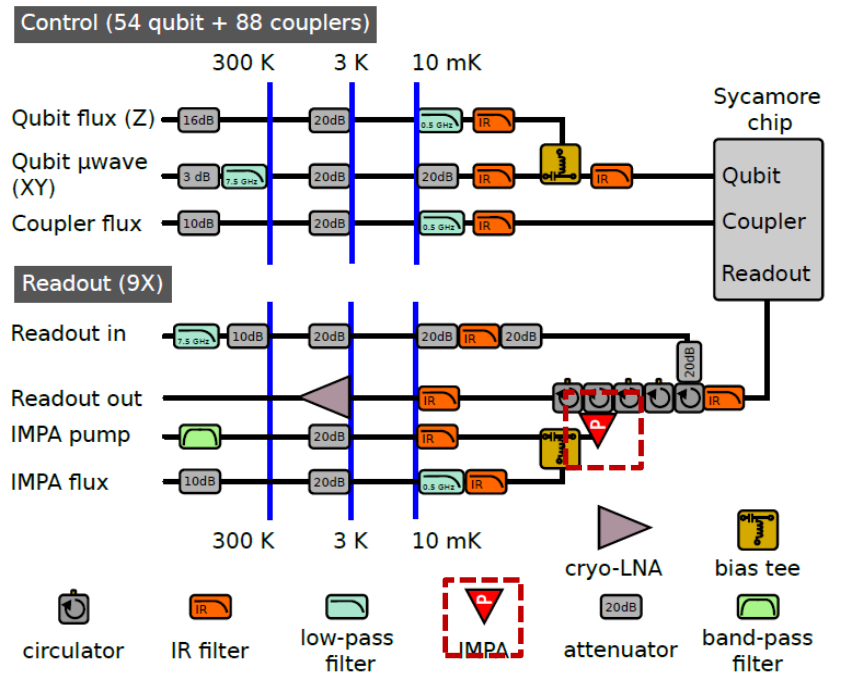 Control (54 qubit + 88 couplers)
300 K 3 K 10 mK
Sycamore
chip
Qubit flux (Z) 16dB 20dB 0.5 GHz IR
Qubit μwave
(XY)
3 dB 7.5 GHz 20dB 20dB IR IR Qubit
Coupler flux 10dB 20dB 0.5 GHz IR Coupler
Readout (9X) Readout
Readout in 7.5 GHz 10dB 20dB 20dB IR 20dB 20dB
Readout out IR IR
P
IMPA pump 20dB IR
IMPA flux 10dB 20dB 0.5 GHz IR
300 K 3 K 10 mK
cryo-LNA bias tee
IR P 20dB
circulator IR filter low-pass
filter
IMPA attenuator band-pass
filter